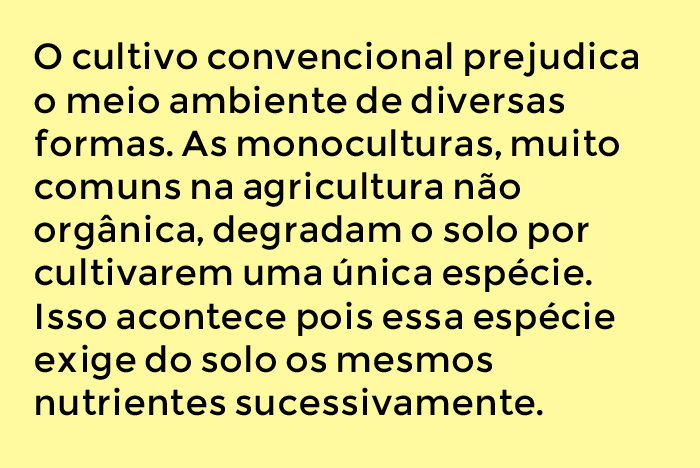 O cultivo convencional prejudica
o meio ambiente de diversas
formas. As monoculturas, muito
comuns na agricultura não
orgânica, degradam o solo por
cultivarem uma única espécie.
Isso acontece pois essa espécie
exige do solo os mesmos
nutrientes sucessivamente.